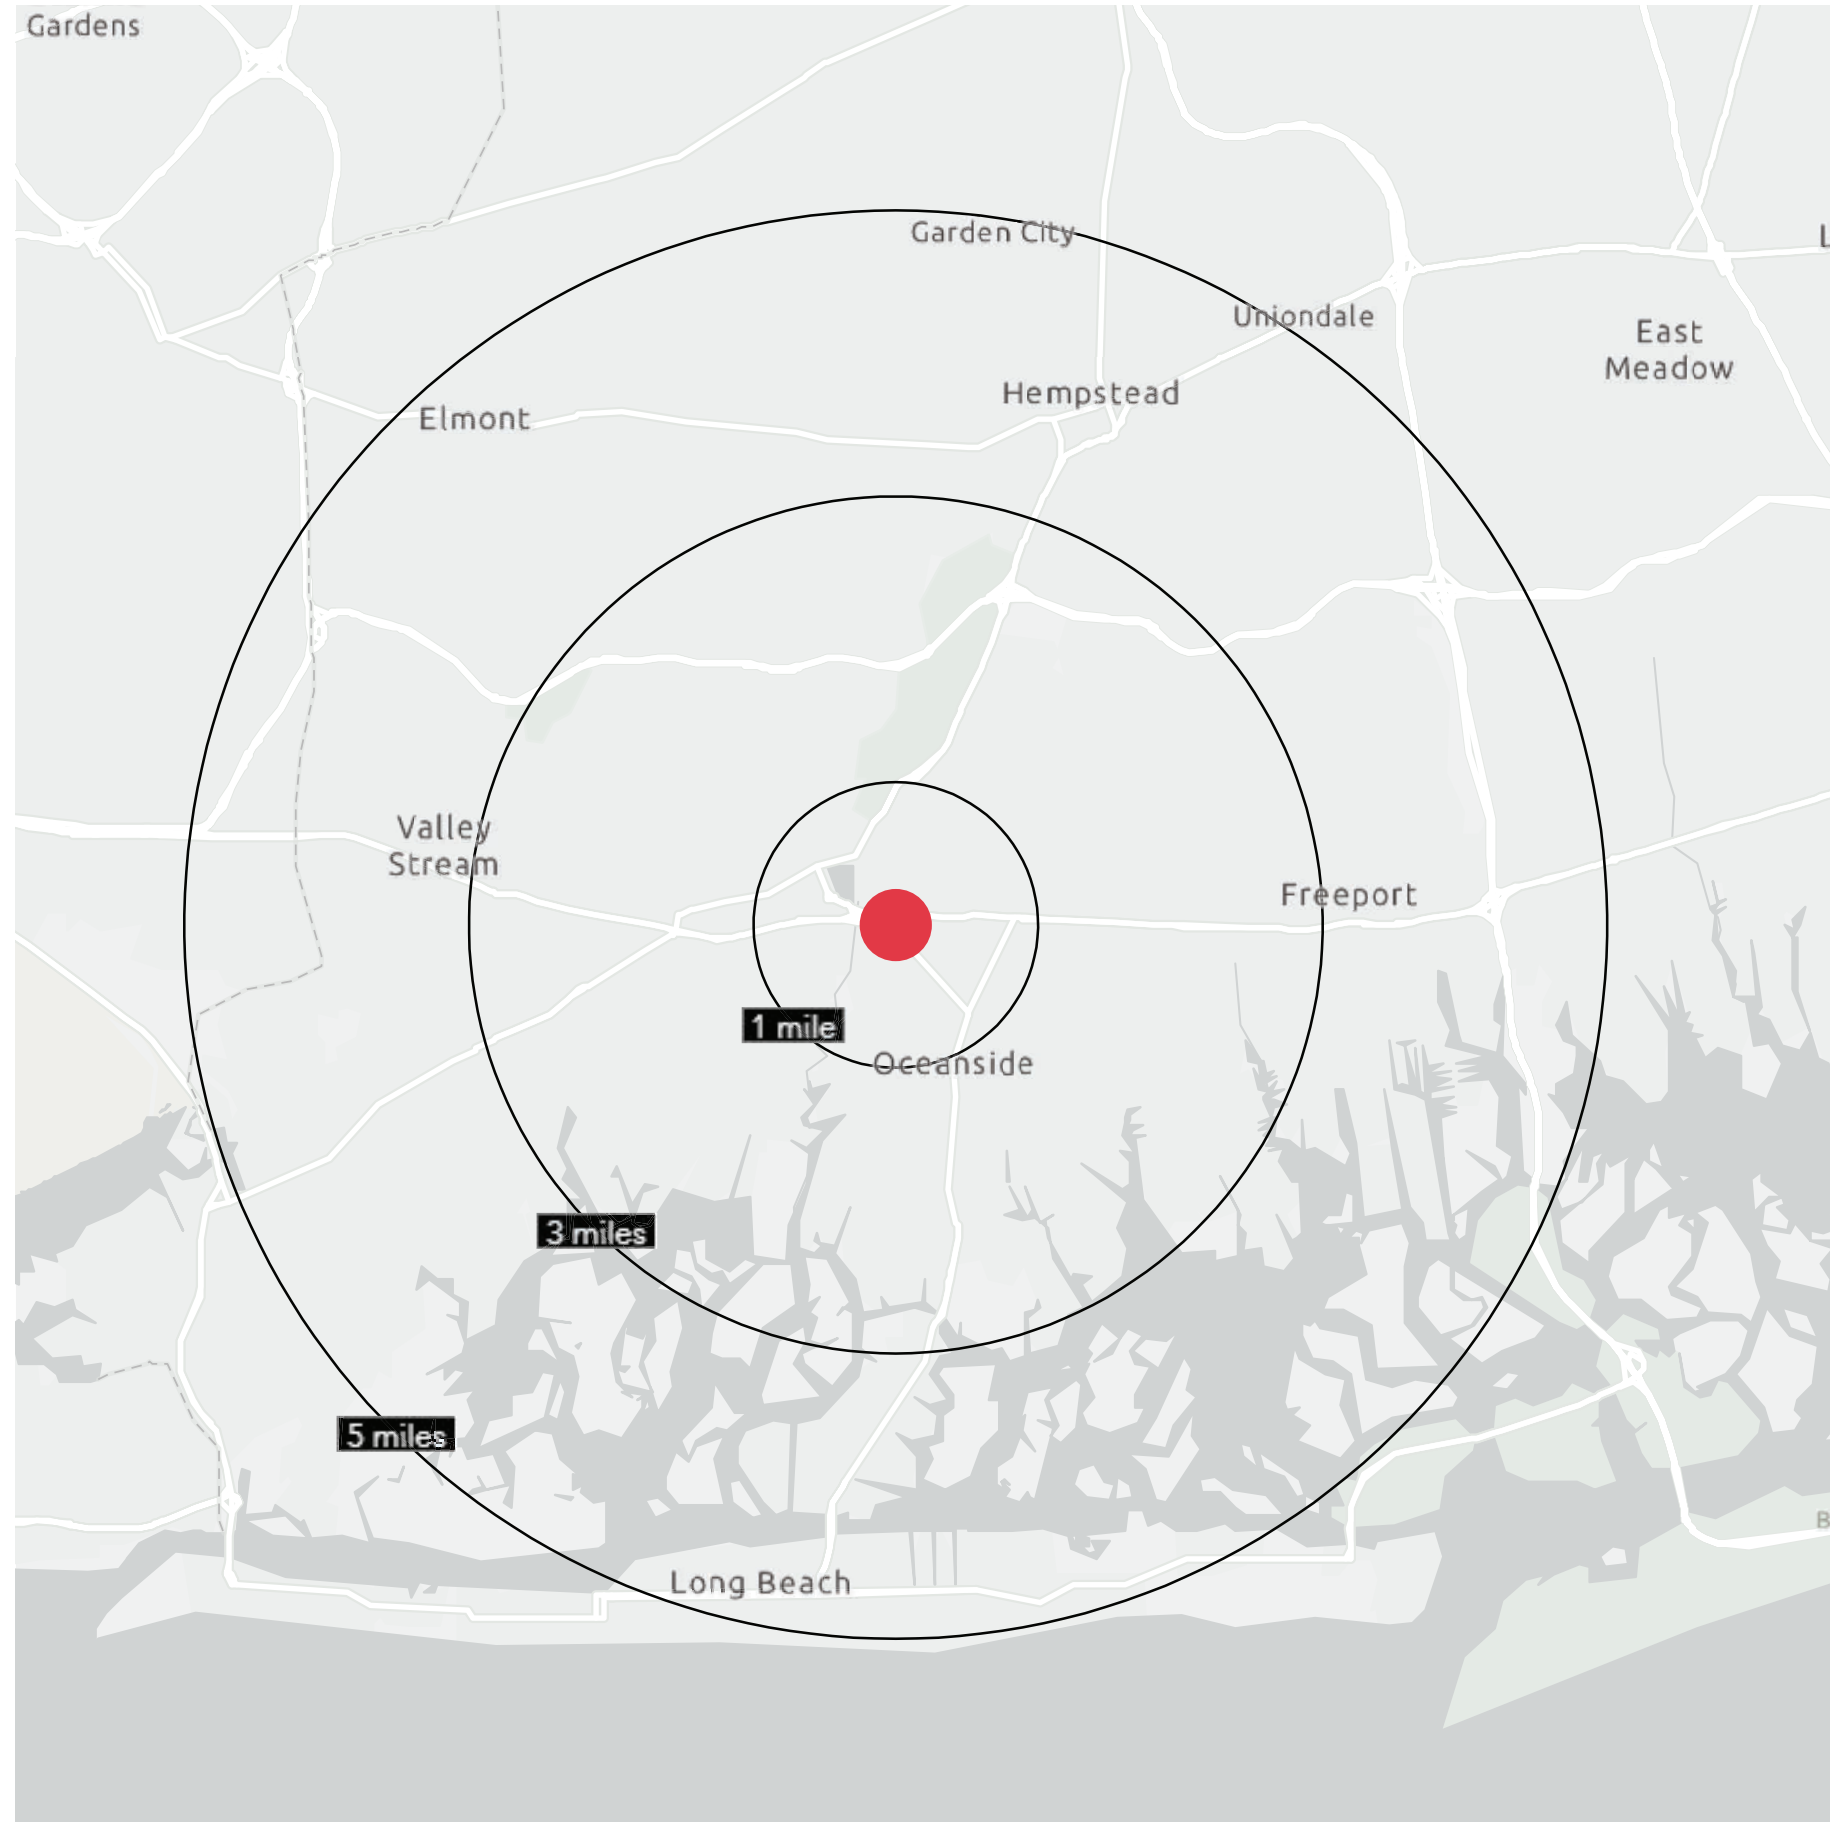 Gardens
Garden City
L
Uniondale
East
Meadow
Hempstead
Elmont
Valley
Stream
Freeport
1 mile
Oceanside
3 miles
5 miles
B
Long Beach